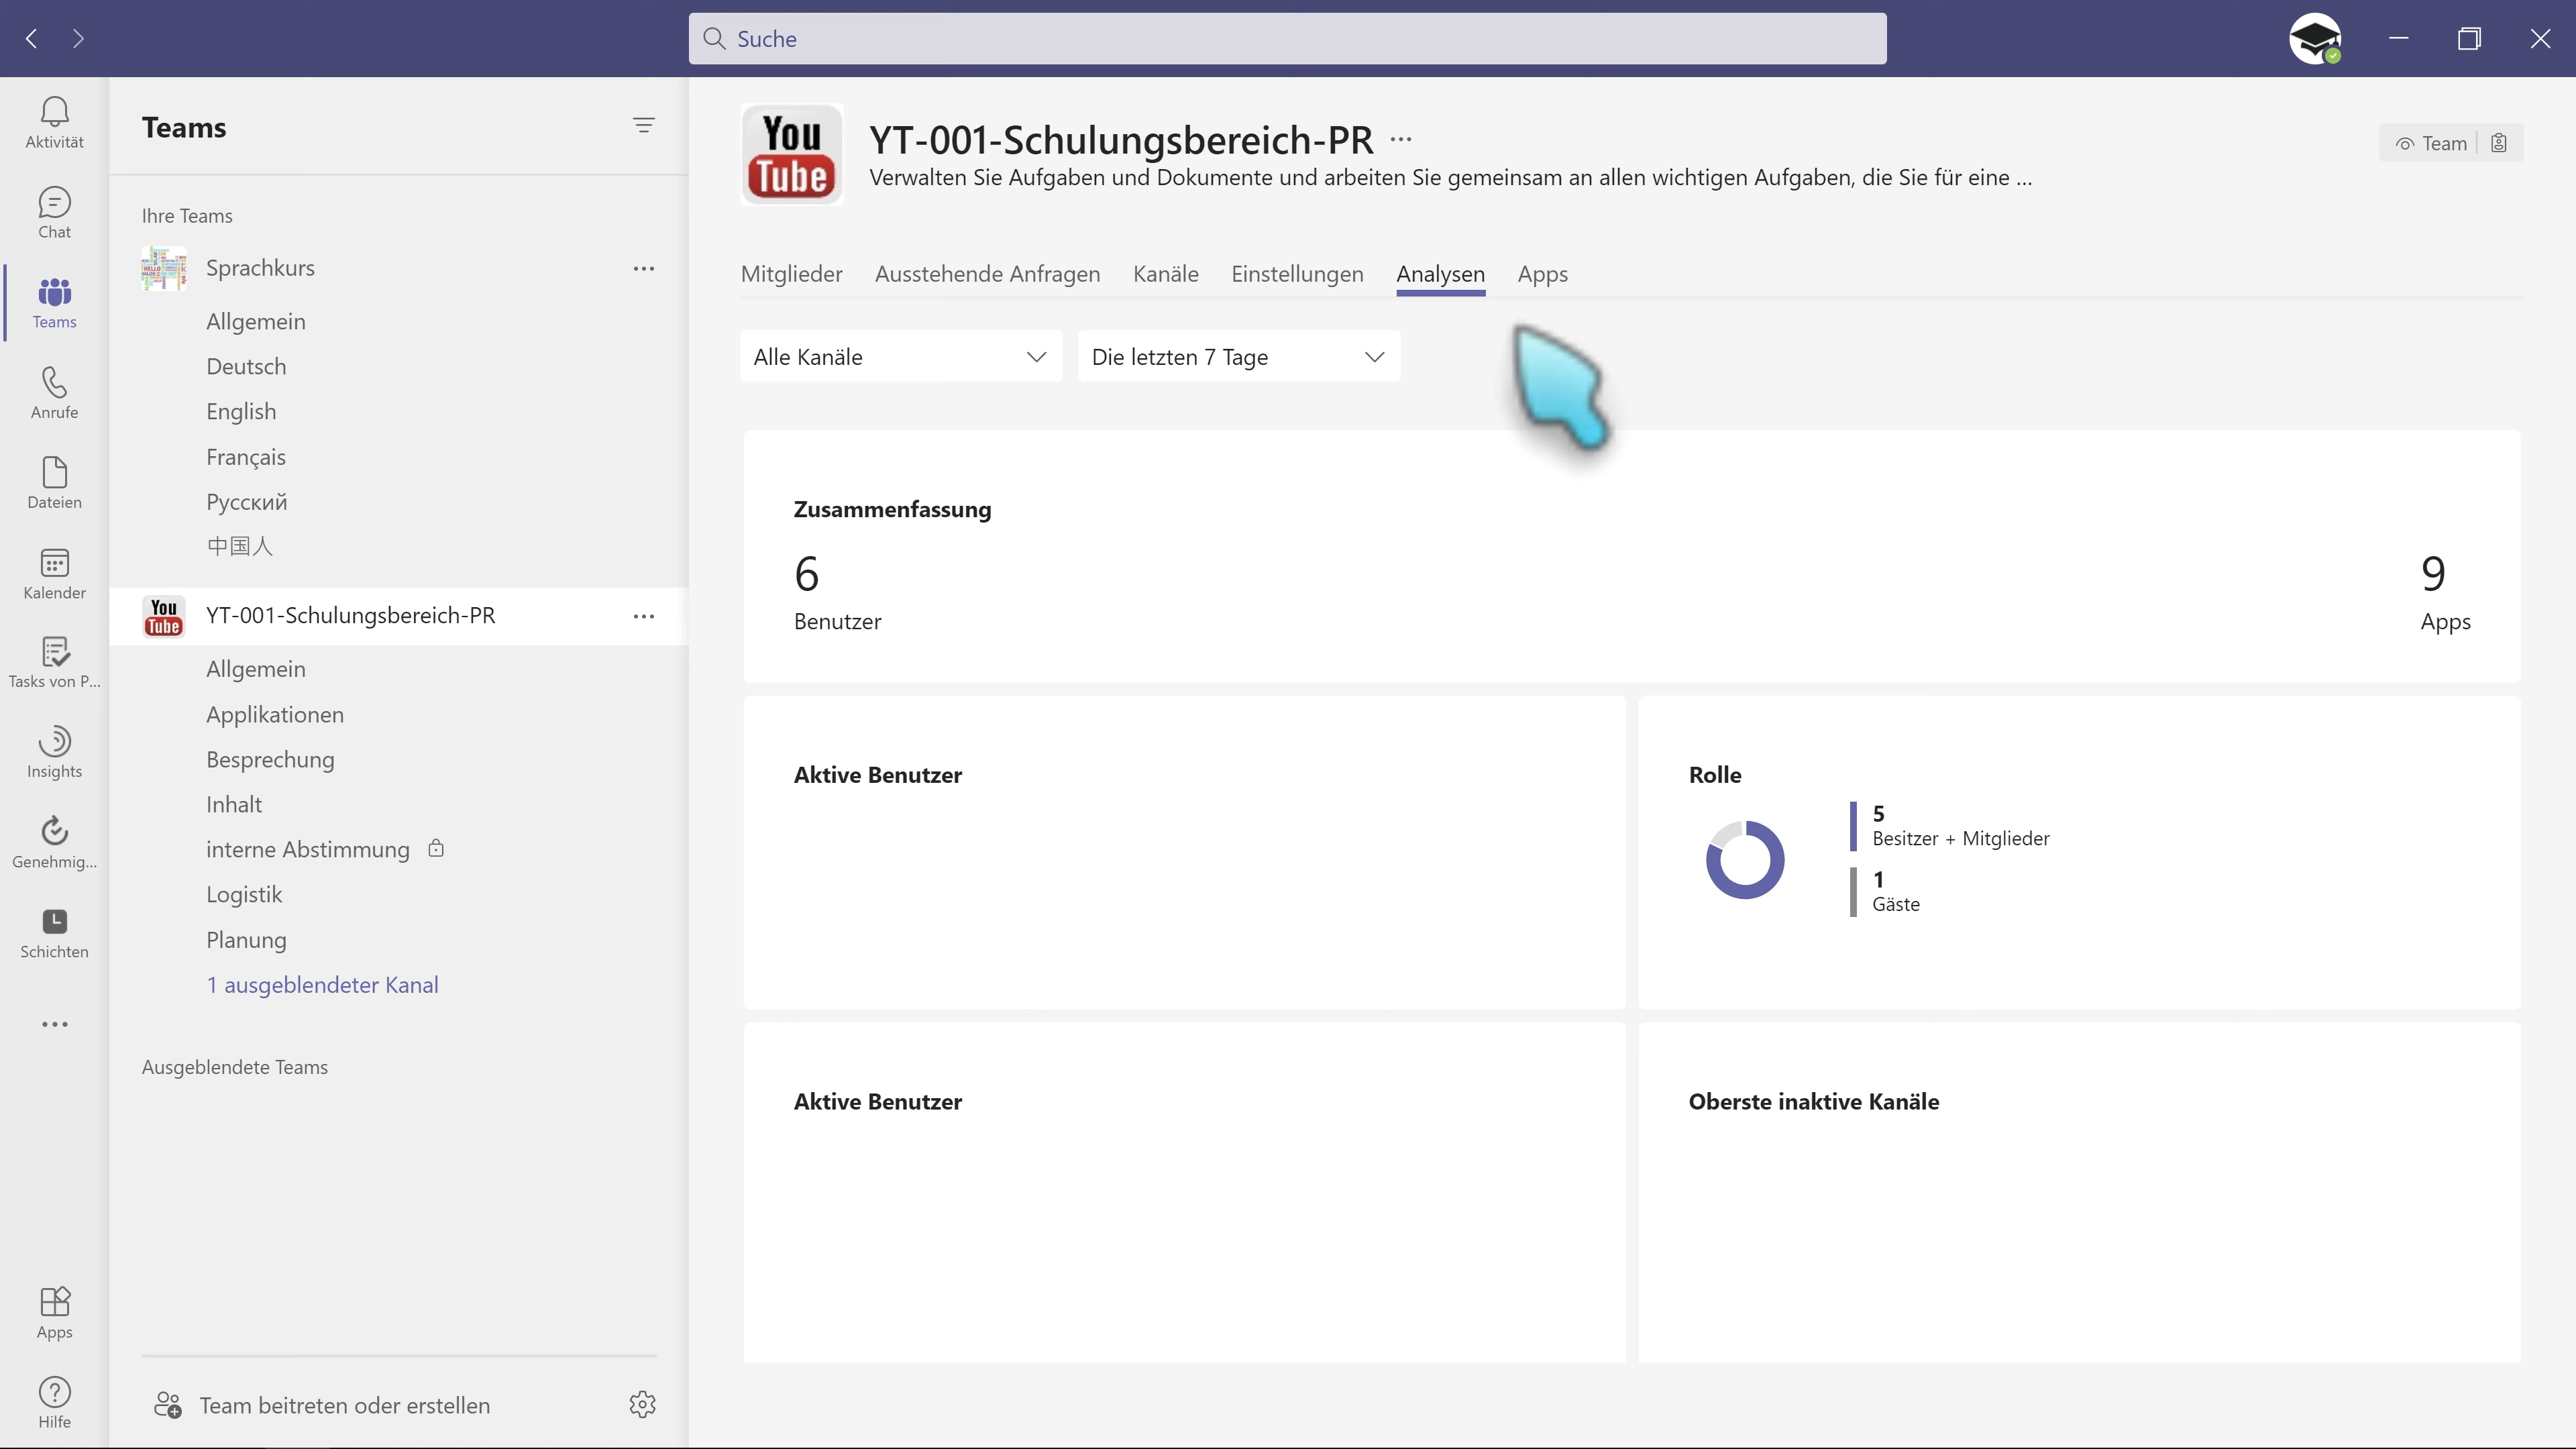 Suche
Aktivität
Chat
Teams
Anrufe
Dateien
Kalender
Tasks von P...
Insights
Genehmig...
Schichten
Apps
Hilfe
Teams
Ihre Teams
Sprachkurs
Allgemein
Deutsch
English
Français
Русский
中国人
You
Tube
YT-001-Schulungsbereich-PR
Allgemein
Applikationen
Besprechung
Inhalt
interne Abstimmung
Logistik
Planung
1 ausgeblendeter Kanal
Ausgeblendete Teams
Team beitreten oder erstellen
You
Tube
YT-001-Schulungsbereich-PR
Team
Verwalten Sie Aufgaben und Dokumente und arbeiten Sie gemeinsam an allen wichtigen Aufgaben, die Sie für eine ...
Mitglieder Ausstehende Anfragen Kanäle Einstellungen Analysen Apps
Alle Kanäle Die letzten 7 Tage
Zusammenfassung
6 9
Benutzer Apps
Aktive Benutzer
Rolle
5
Besitzer + Mitglieder
1
Gäste
Aktive Benutzer
Oberste inaktive Kanäle